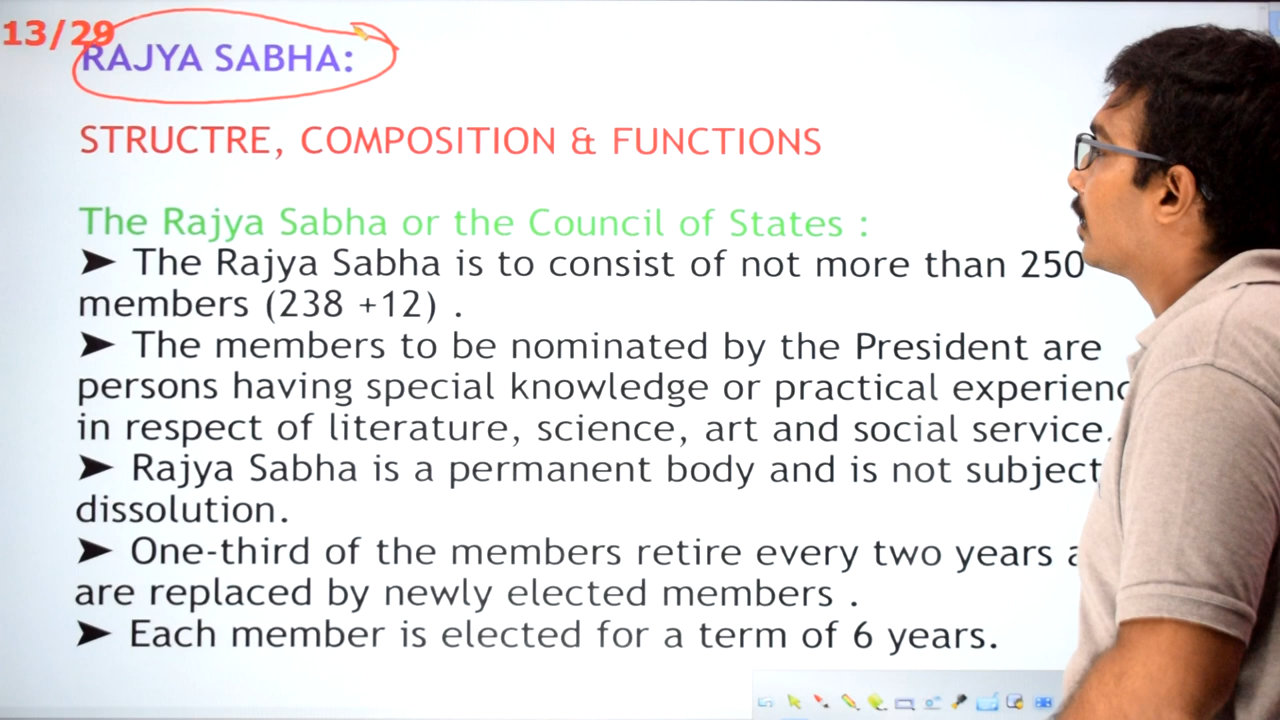 13/29
RAJYA SABHA:
STRUCTRE, COMPOSITION & FUNCTIONS
The Rajya Sabha or the Council of States :
➤ The Rajya Sabha is to consist of not more than 250
members (238 +12) .
➤ The members to be nominated by the President are
persons having special knowledge or practical
in respect of literature, science, art and social service.
➤ Rajya Sabha is a permanent body and is not subject
dissolution.
➤ One-third of the members retire every two years
are replaced by newly elected members .
➤ Each member is elected for a term of 6 years.